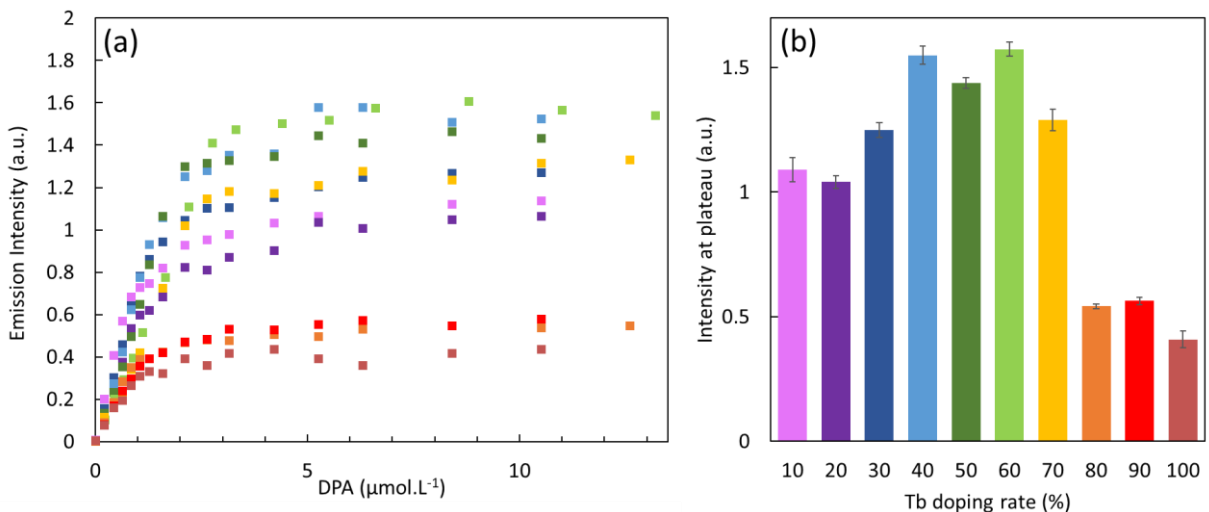 (a)
Emission Intensity (a.u.)
2
1.8
1.6
1.4
1.2
1
0.8
0.6
0.4
0.2
0
0 5 10
DPA (µmol.L⁻¹)
(b)
Intensity at plateau (a.u.)
1.5
1
0.5
0
10 20 30 40 50 60 70 80 90 100
Tb doping rate (%)